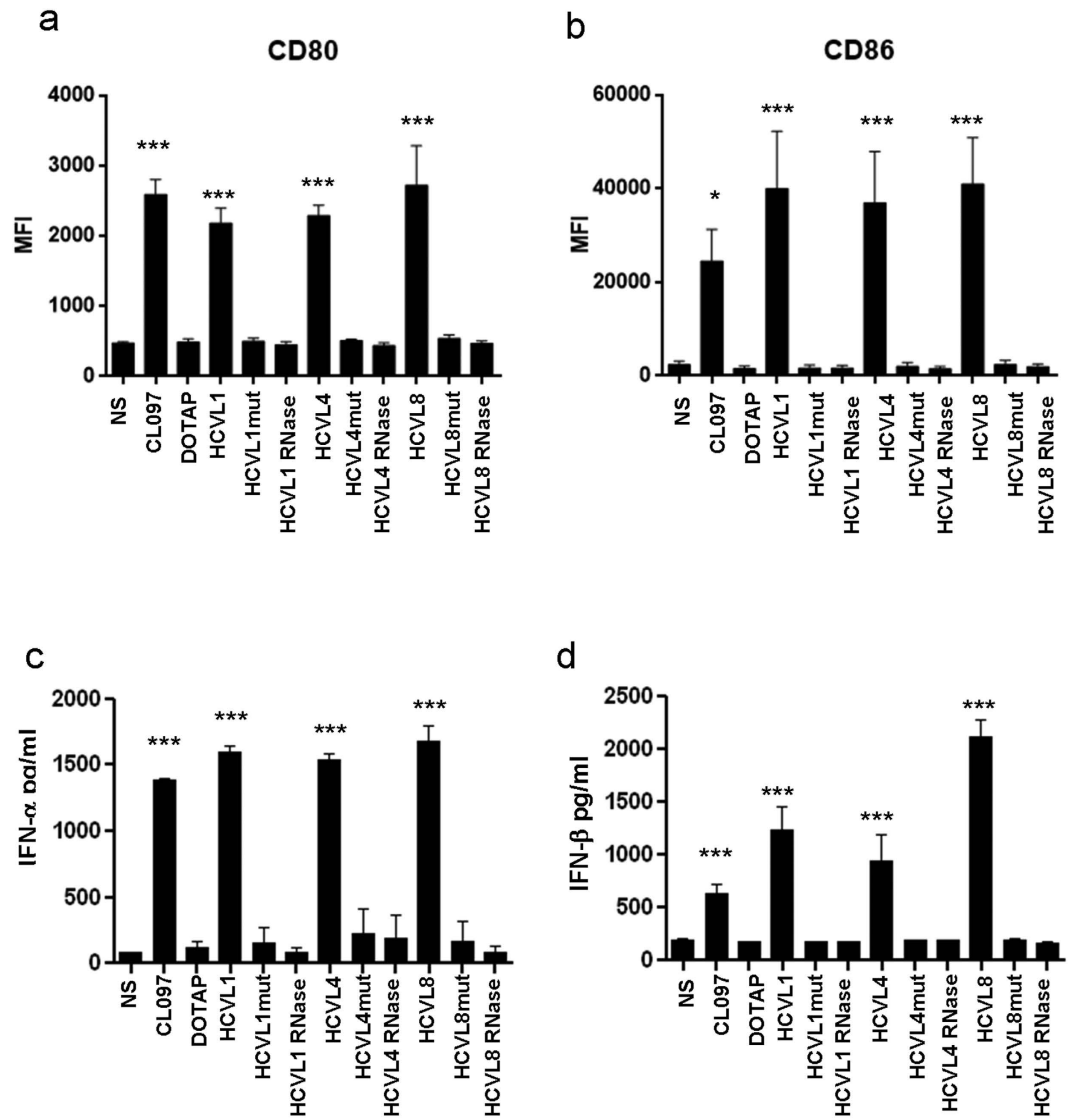 a
CD80
MFI
4000
3000
2000
1000
0
***
***
***
***
NS
CL097
DOTAP
HCVL1
HCVL1mut
HCVL1 RNase
HCVL4
HCVL4mut
HCVL4 RNase
HCVL8
HCVL8mut
HCVL8 RNase
b
CD86
MFI
60000
40000
20000
0
*
***
***
***
NS
CL097
DOTAP
HCVL1
HCVL1mut
HCVL1 RNase
HCVL4
HCVL4mut
HCVL4 RNase
HCVL8
HCVL8mut
HCVL8 RNase
c
IFN-α pg/ml
2000
1500
1000
500
0
***
***
***
***
NS
CL097
DOTAP
HCVL1
HCVL1mut
HCVL1 RNase
HCVL4
HCVL4mut
HCVL4 RNase
HCVL8
HCVL8mut
HCVL8 RNase
d
IFN-β pg/ml
2500
2000
1500
1000
500
0
***
***
***
***
NS
CL097
DOTAP
HCVL1
HCVL1mut
HCVL1 RNase
HCVL4
HCVL4mut
HCVL4 RNase
HCVL8
HCVL8mut
HCVL8 RNase